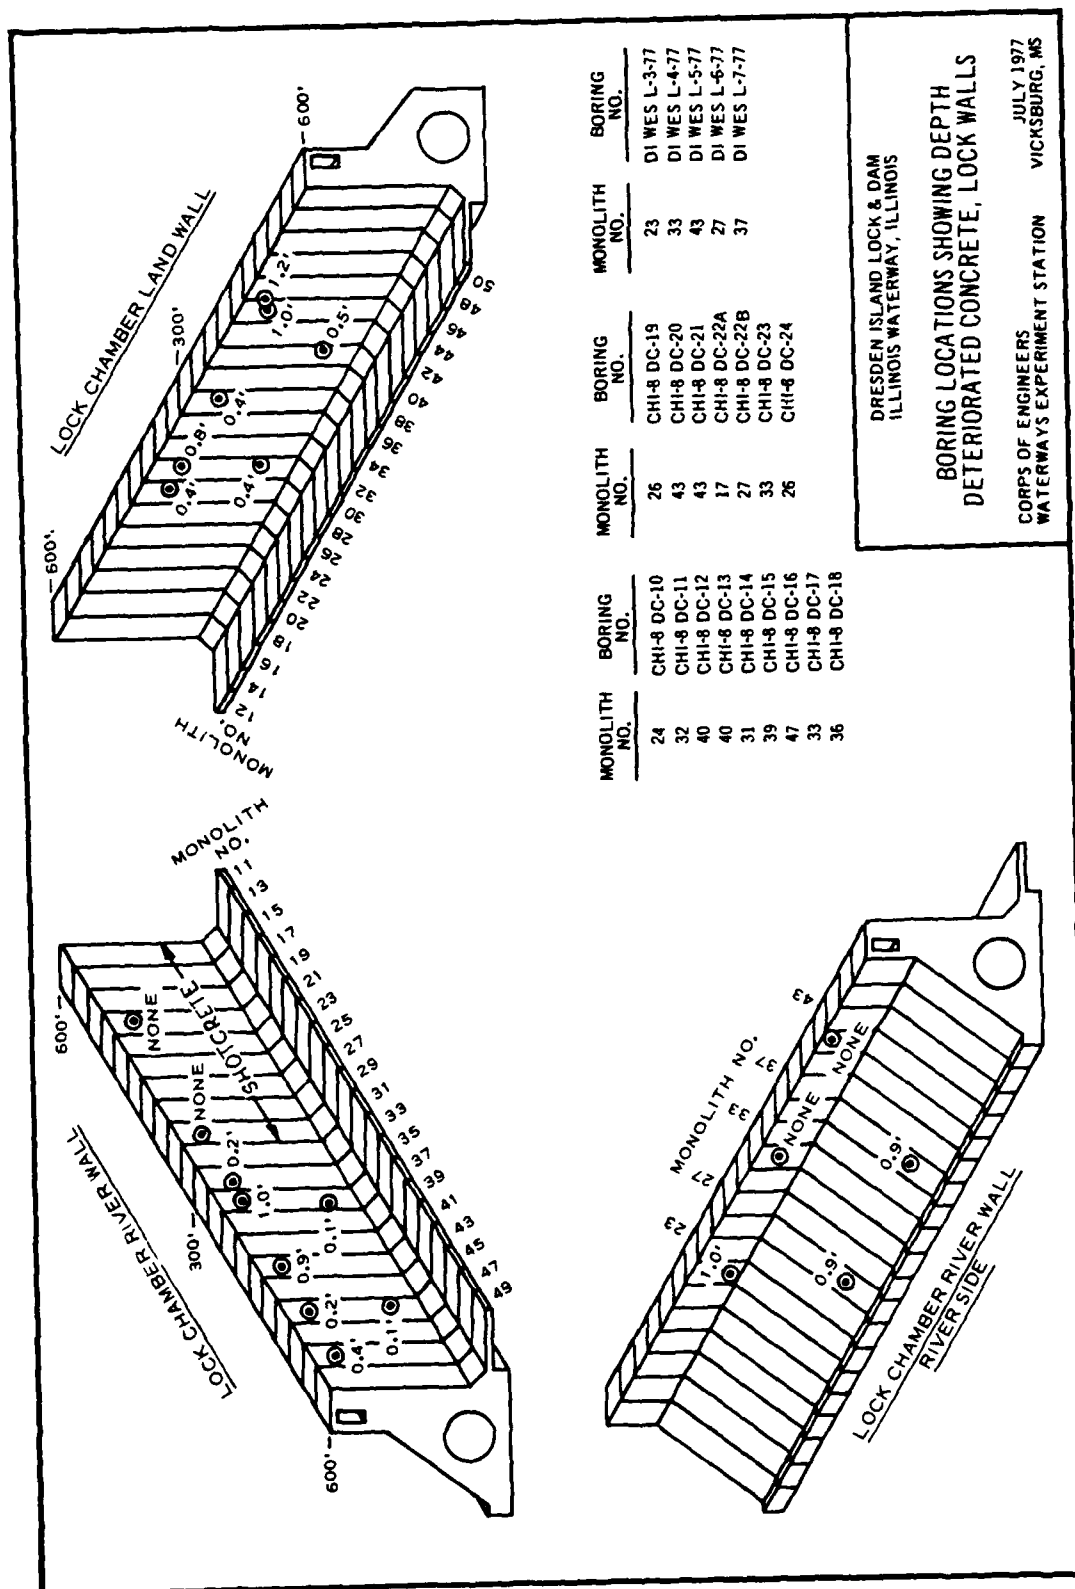 LOCK CHAMBER RIVER WALL
600'
300'
600'
NONE
NONE
SHOTCRETE
0.2'
1.0'
0.1'
0.9'
0.2'
0.1'
0.4'
MONOLITH
NO.
11
13
15
17
19
21
23
25
27
29
31
33
35
37
39
41
43
45
47
49
LOCK CHAMBER LAND WALL
600'
300'
600'
0.4'
0.8'
0.4'
0.4'
1.0'
1.2'
0.5'
MONOLITH
NO.
12
14
16
18
20
22
24
26
28
30
32
34
36
38
40
42
44
46
48
50
MONOLITH NO.
23
27
33
37
43
1.0'
NONE
NONE
0.9'
0.9'
LOCK CHAMBER RIVER WALL
RIVER SIDE
MONOLITH NO. BORING NO. MONOLITH NO. BORING NO. MONOLITH NO. BORING NO.
24 CHI-8 DC-10 26 CHI-8 DC-19 23 DI WES L-3-77
32 CHI-8 DC-11 43 CHI-8 DC-20 33 DI WES L-4-77
40 CHI-8 DC-12 43 CHI-8 DC-21 43 DI WES L-5-77
40 CHI-8 DC-13 17 CHI-8 DC-22A 27 DI WES L-6-77
31 CHI-8 DC-14 27 CHI-8 DC-22B 37 DI WES L-7-77
39 CHI-8 DC-15 33 CHI-8 DC-23
47 CHI-8 DC-16 26 CHI-8 DC-24
33 CHI-8 DC-17
36 CHI-8 DC-18
DRESDEN ISLAND LOCK & DAM
ILLINOIS WATERWAY, ILLINOIS
BORING LOCATIONS SHOWING DEPTH
DETERIORATED CONCRETE, LOCK WALLS
CORPS OF ENGINEERS JULY 1977
WATERWAYS EXPERIMENT STATION VICKSBURG, MS